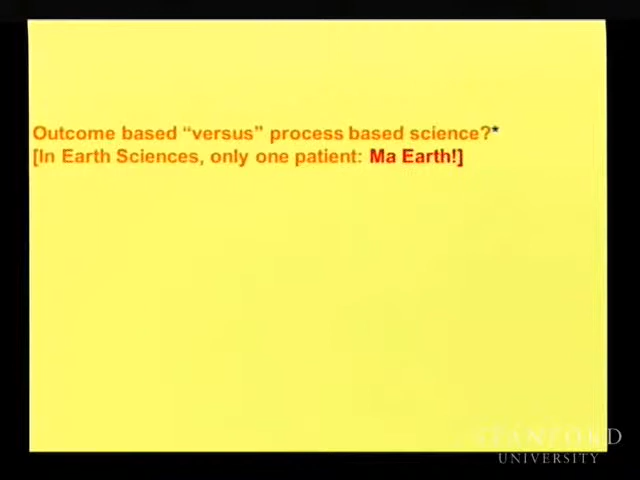 Outcome based “versus” process based science?*
[In Earth Sciences, only one patient: Ma Earth!]
STANFORD
UNIVERSITY